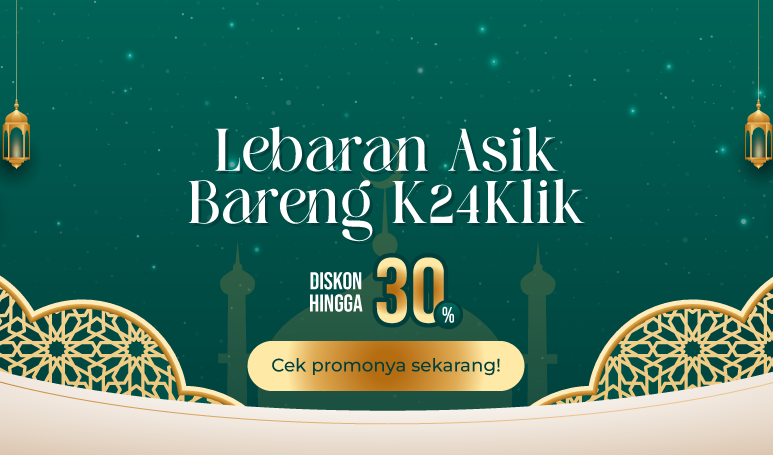 Lebaran Asik
Bareng K24Klik
DISKON
HINGGA
30%
Cek promonya sekarang!